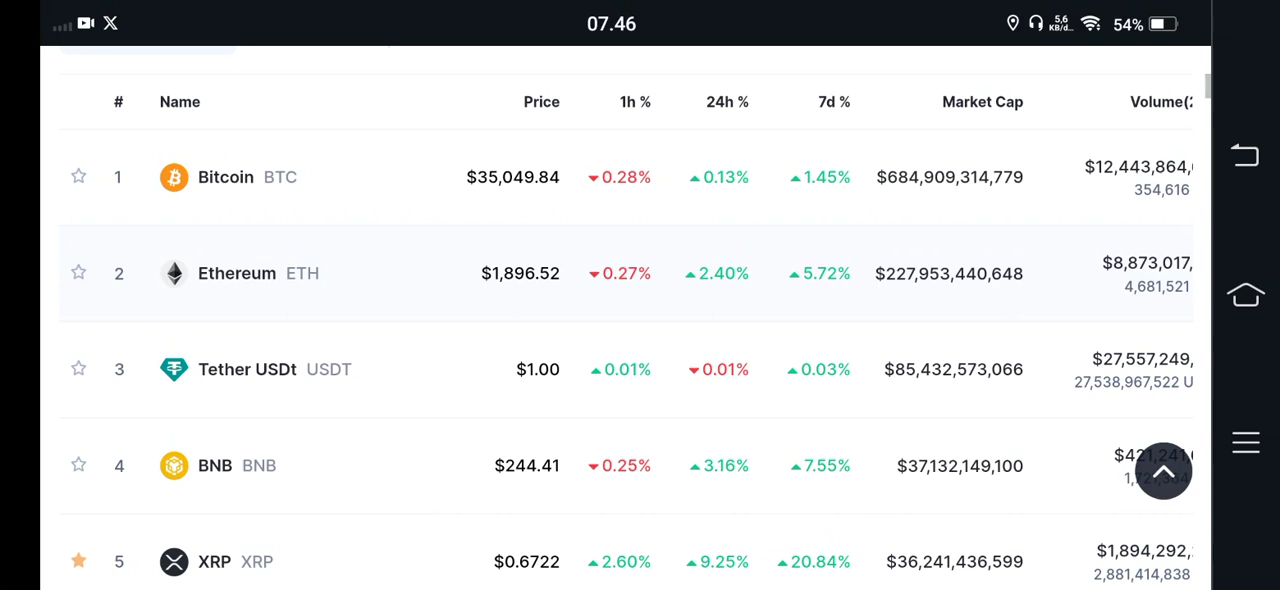 07.46 5,6 KB/d... 54%
# Name Price 1h % 24h % 7d % Market Cap Volume(2
1 Bitcoin BTC $35,049.84 0.28% 0.13% 1.45% $684,909,314,779 $12,443,864,
354,616
2 Ethereum ETH $1,896.52 0.27% 2.40% 5.72% $227,953,440,648 $8,873,017,
4,681,521
3 Tether USDt USDT $1.00 0.01% 0.01% 0.03% $85,432,573,066 $27,557,249,
27,538,967,522 U
4 BNB BNB $244.41 0.25% 3.16% 7.55% $37,132,149,100
5 XRP XRP $0.6722 2.60% 9.25% 20.84% $36,241,436,599 $1,894,292,
2,881,414,838